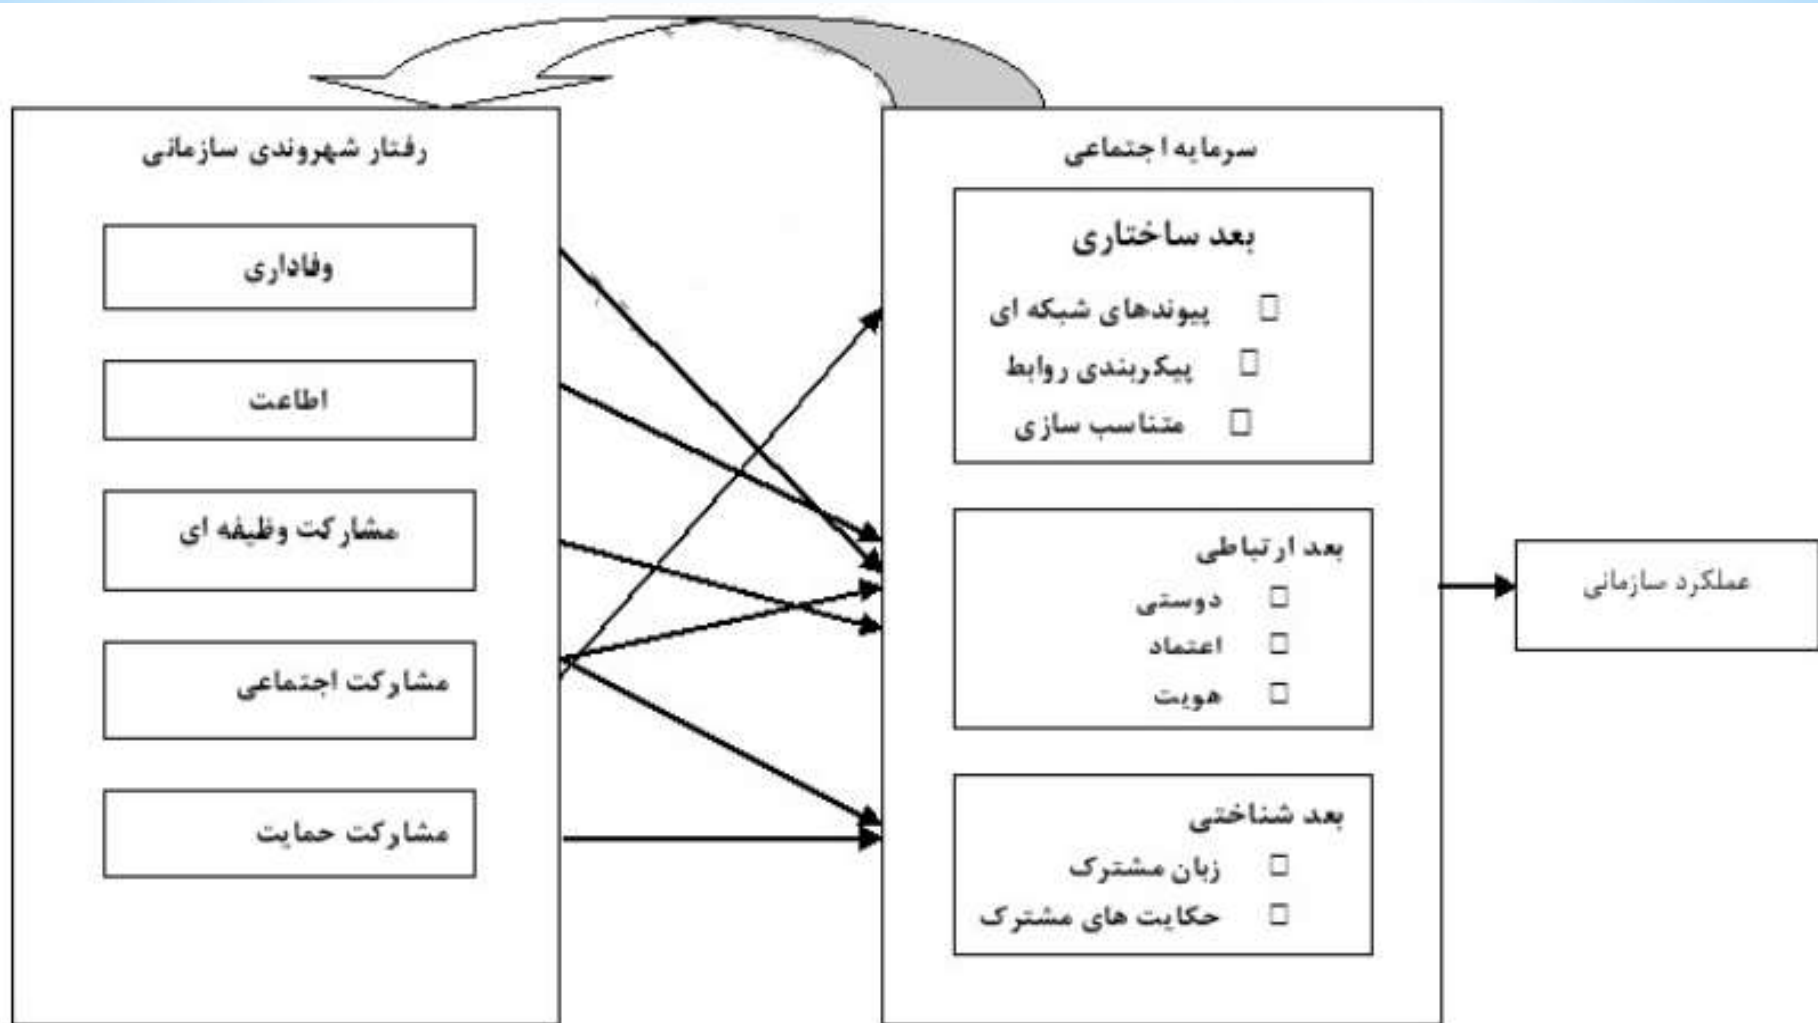 سرمایه اجتماعی
بعد ساختاری
پیوندهای شبکه ای
پیکربندی روابط
متناسب سازی
بعد ارتباطی
دوستی
اعتماد
هویت
بعد شناختی
زبان مشترک
حکایت های مشترک
رفتار شهروندی سازمانی
وفاداری
اطاعت
مشارکت وظیفه ای
مشارکت اجتماعی
مشارکت حمایت
عملکرد سازمانی